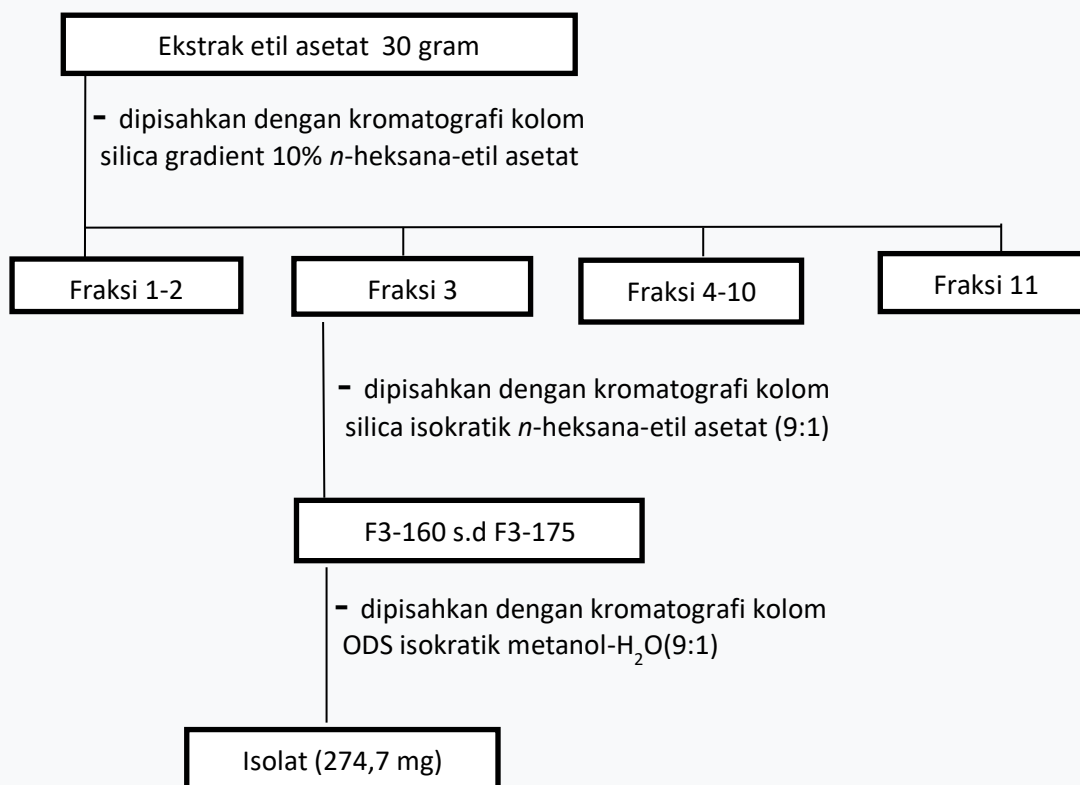 Ekstrak etil asetat 30 gram
- dipisahkan dengan kromatografi kolom
silica gradient 10% n-heksana-etil asetat
Fraksi 1-2
Fraksi 3
Fraksi 4-10
Fraksi 11
- dipisahkan dengan kromatografi kolom
silica isokratik n-heksana-etil asetat (9:1)
F3-160 s.d F3-175
- dipisahkan dengan kromatografi kolom
ODS isokratik metanol-H₂O(9:1)
Isolat (274,7 mg)